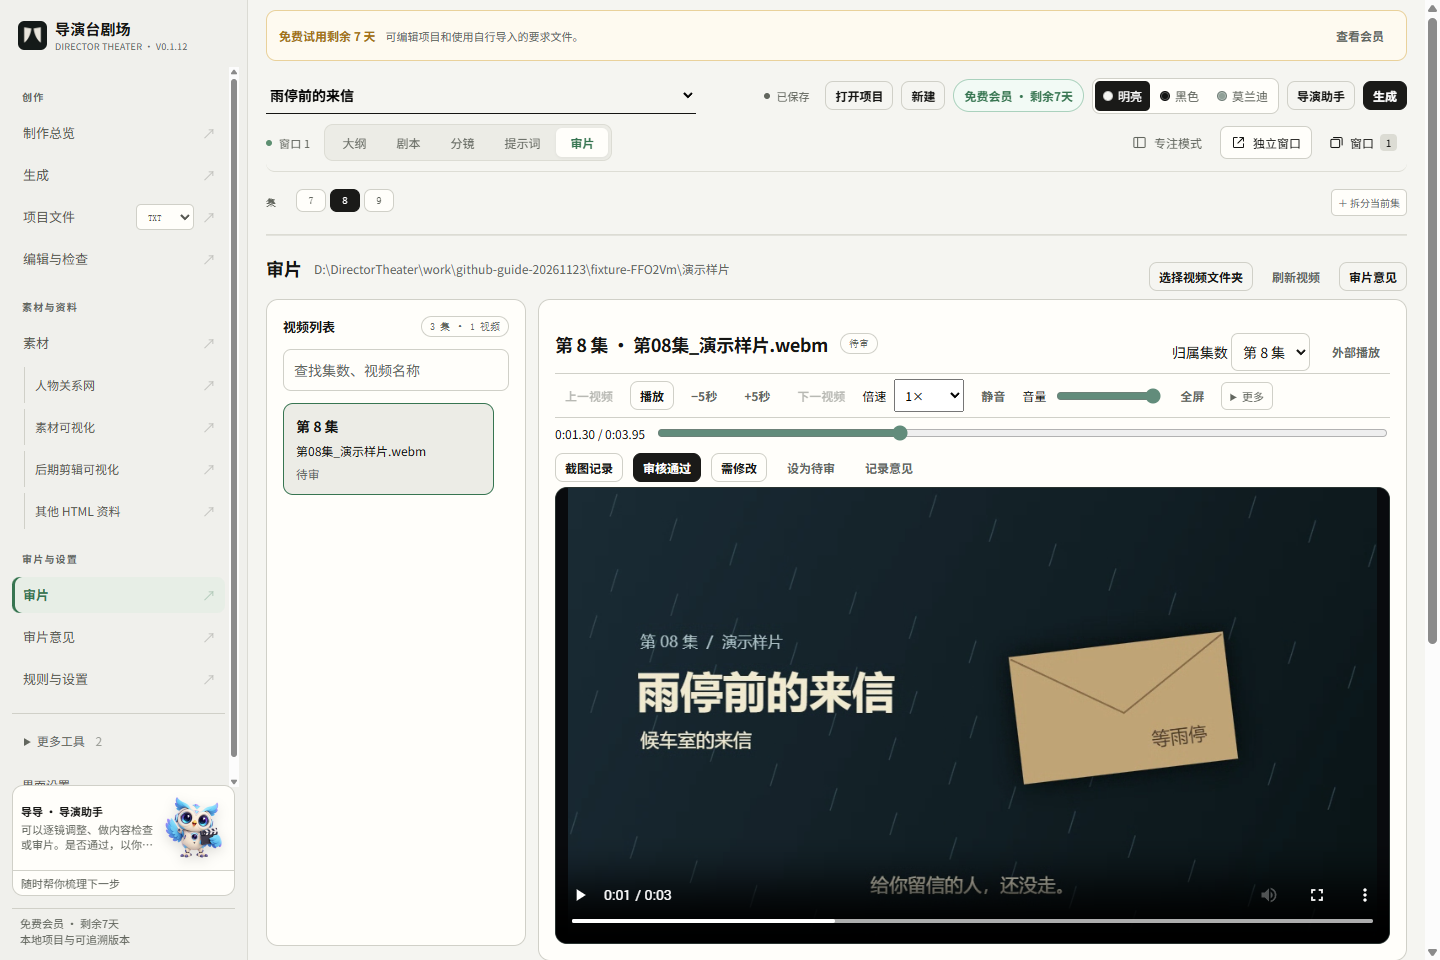 导演台剧场
DIRECTOR THEATER · V0.1.12
创作
制作总览
生成
项目文件
TXT
编辑与检查
素材与资料
素材
人物关系网
素材可视化
后期剪辑可视化
其他 HTML 资料
审片与设置
审片
审片意见
规则与设置
更多工具 2
界面设置
导导 · 导演助手
可以逐镜调整、做内容检查
或审片。是否通过，以你…
随时帮你梳理下一步
免费会员 · 剩余7天
本地项目与可追溯版本
免费试用剩余 7 天 可编辑项目和使用自行导入的要求文件。
查看会员
雨停前的来信
已保存
打开项目
新建
免费会员 · 剩余7天
明亮
黑色
莫兰迪
导演助手
生成
窗口 1
大纲
剧本
分镜
提示词
审片
专注模式
独立窗口
窗口 1
集
7
8
9
+ 拆分当前集
审片 D:\DirectorTheater\work\github-guide-20261123\fixture-FFO2Vm\演示样片
选择视频文件夹
刷新视频
审片意见
视频列表
3 集 · 1 视频
查找集数、视频名称
第 8 集
第08集_演示样片.webm
待审
第 8 集 · 第08集_演示样片.webm
待审
归属集数
第 8 集
外部播放
上一视频
播放
−5秒
+5秒
下一视频
倍速
1×
静音
音量
全屏
更多
0:01.30 / 0:03.95
截图记录
审核通过
需修改
设为待审
记录意见
第 08 集 / 演示样片
雨停前的来信
候车室的来信
等雨停
给你留信的人，还没走。
0:01 / 0:03